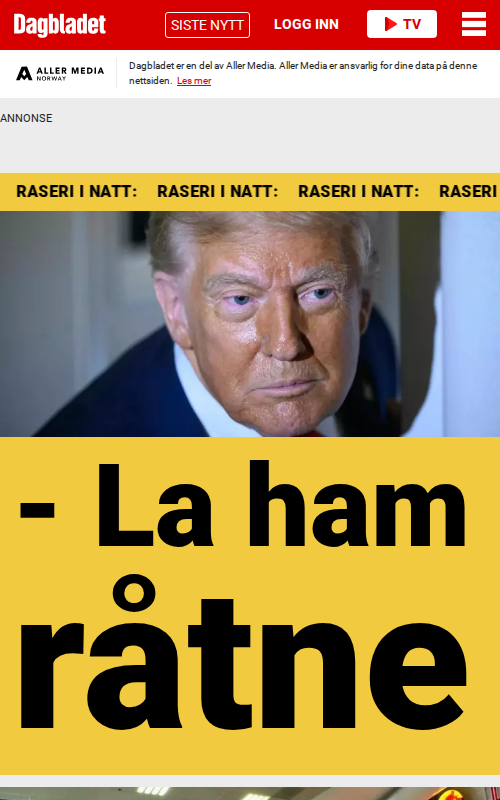 Dagbladet
SISTE NYTT
LOGG INN
TV
ALLER MEDIA
NORWAY
Dagbladet er en del av Aller Media. Aller Media er ansvarlig for dine data på denne
nettsiden. Les mer
ANNONSE
RASERI I NATT: RASERI I NATT: RASERI I NATT: RASERI
- La ham
råtne